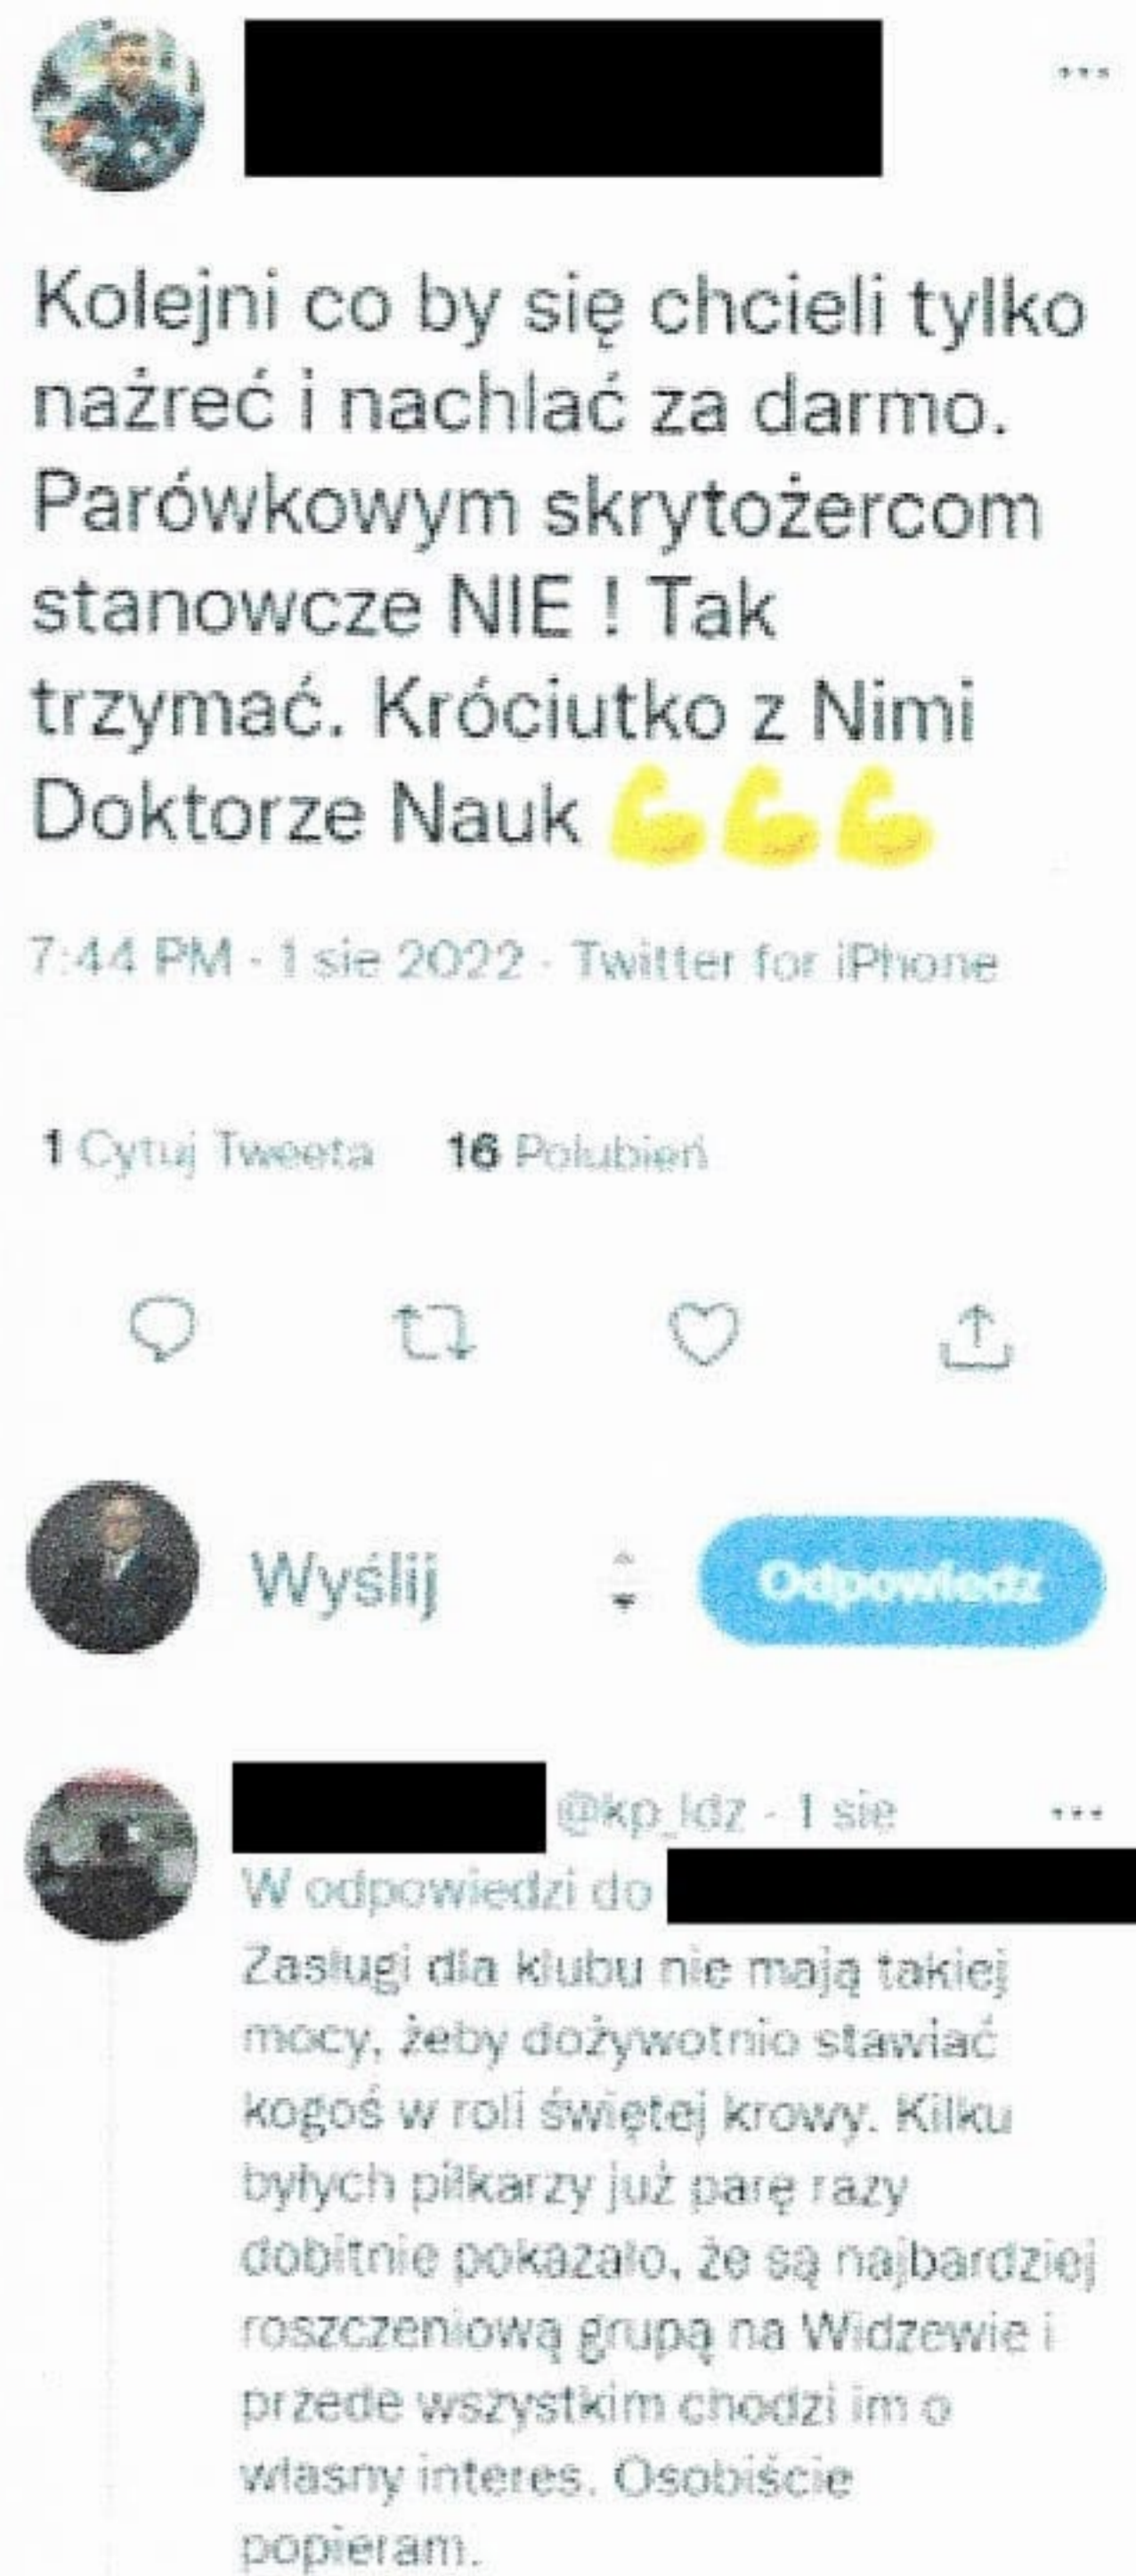 Kolejni co by się chcieli tylko
nażreć i nachlać za darmo.
Parówkowym skrytożercom
stanowcze NIE ! Tak
trzymać. Króciutko z Nimi
Doktorze Nauk 💪💪💪
7:44 PM · 1 sie 2022 · Twitter for iPhone
1 Cytuj Tweeta 16 Polubień
Wyślij
Odpowiedz
@kp_ldz · 1 sie
W odpowiedzi do
Zasługi dla klubu nie mają takiej
mocy, żeby dożywotnio stawiać
kogoś w roli świętej krowy. Kilku
byłych piłkarzy już parę razy
dobitnie pokazało, że są najbardziej
roszczeniową grupą na Widzewie i
przede wszystkim chodzi im o
własny interes. Osobiście
popieram.